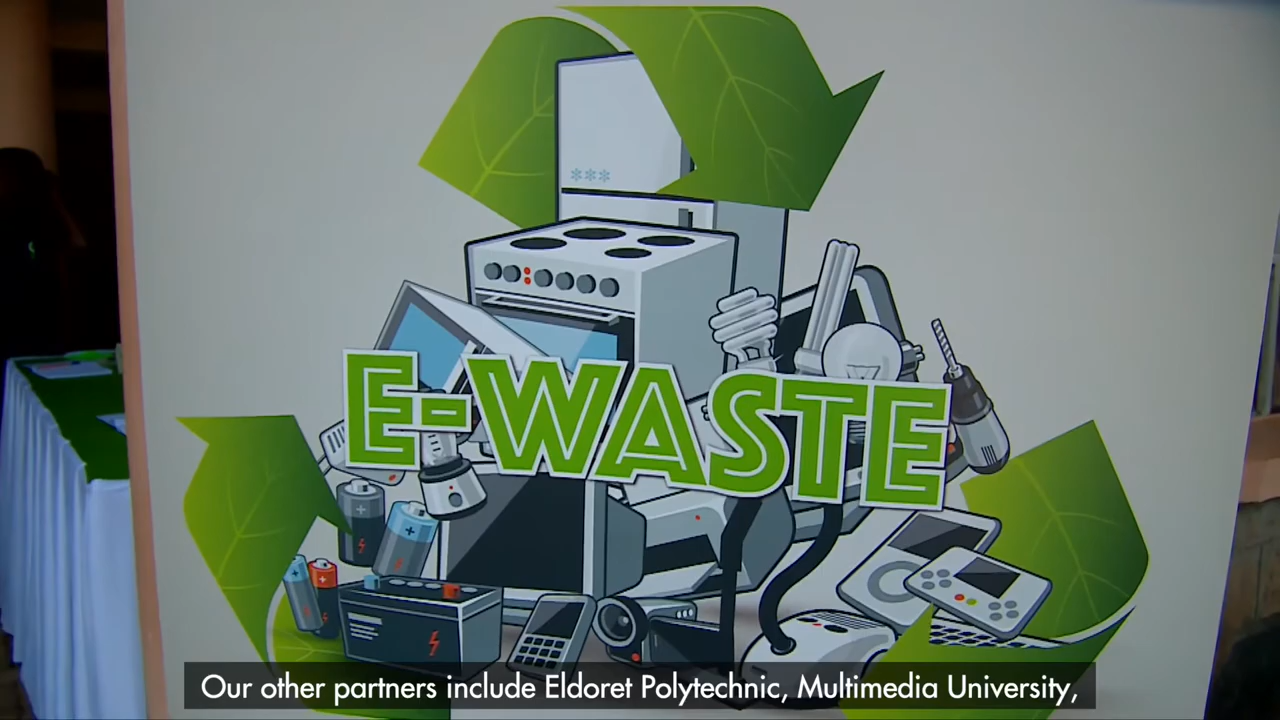 E-WASTE
Our other partners include Eldoret Polytechnic, Multimedia University,